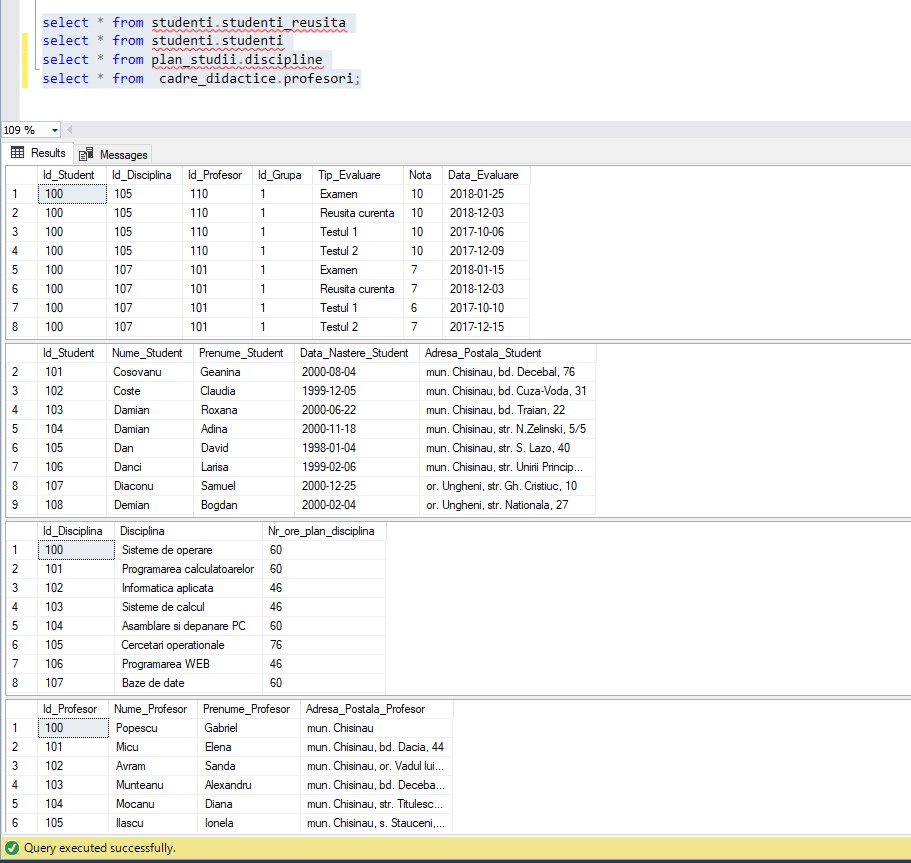 select * from studenti.studenti_reusita
select * from studenti.studenti
select * from plan_studii.discipline
select * from  cadre_didactice.profesori;
109 %
Results Messages
Id_Student Id_Disciplina Id_Profesor Id_Grupa Tip_Evaluare Nota Data_Evaluare
1 100 105 110 1 Examen 10 2018-01-25
2 100 105 110 1 Reusita curenta 10 2018-12-03
3 100 105 110 1 Testul 1 10 2017-10-06
4 100 105 110 1 Testul 2 10 2017-12-09
5 100 107 101 1 Examen 7 2018-01-15
6 100 107 101 1 Reusita curenta 7 2018-12-03
7 100 107 101 1 Testul 1 6 2017-10-10
8 100 107 101 1 Testul 2 7 2017-12-15
Id_Student Nume_Student Prenume_Student Data_Nastere_Student Adresa_Postala_Student
2 101 Cosovanu Geanina 2000-08-04 mun. Chisinau, bd. Decebal, 76
3 102 Coste Claudia 1999-12-05 mun. Chisinau, bd. Cuza-Voda, 31
4 103 Damian Roxana 2000-06-22 mun. Chisinau, bd. Traian, 22
5 104 Damian Adina 2000-11-18 mun. Chisinau, str. N.Zelinski, 5/5
6 105 Dan David 1998-01-04 mun. Chisinau, str. S. Lazo, 40
7 106 Danci Larisa 1999-02-06 mun. Chisinau, str. Unirii Princip...
8 107 Diaconu Samuel 2000-12-25 or. Ungheni, str. Gh. Cristiuc, 10
9 108 Demian Bogdan 2000-02-04 or. Ungheni, str. Nationala, 27
Id_Disciplina Disciplina Nr_ore_plan_disciplina
1 100 Sisteme de operare 60
2 101 Programarea calculatoarelor 60
3 102 Informatica aplicata 46
4 103 Sisteme de calcul 46
5 104 Asamblare si depanare PC 60
6 105 Cercetari operationale 76
7 106 Programarea WEB 46
8 107 Baze de date 60
Id_Profesor Nume_Profesor Prenume_Profesor Adresa_Postala_Profesor
1 100 Popescu Gabriel mun. Chisinau
2 101 Micu Elena mun. Chisinau, bd. Dacia, 44
3 102 Avram Sanda mun. Chisinau, or. Vadul lui...
4 103 Munteanu Alexandru mun. Chisinau, bd. Deceba...
5 104 Mocanu Diana mun. Chisinau, str. Titulesc...
6 105 Ilascu Ionela mun. Chisinau, s. Stauceni,...
Query executed successfully.